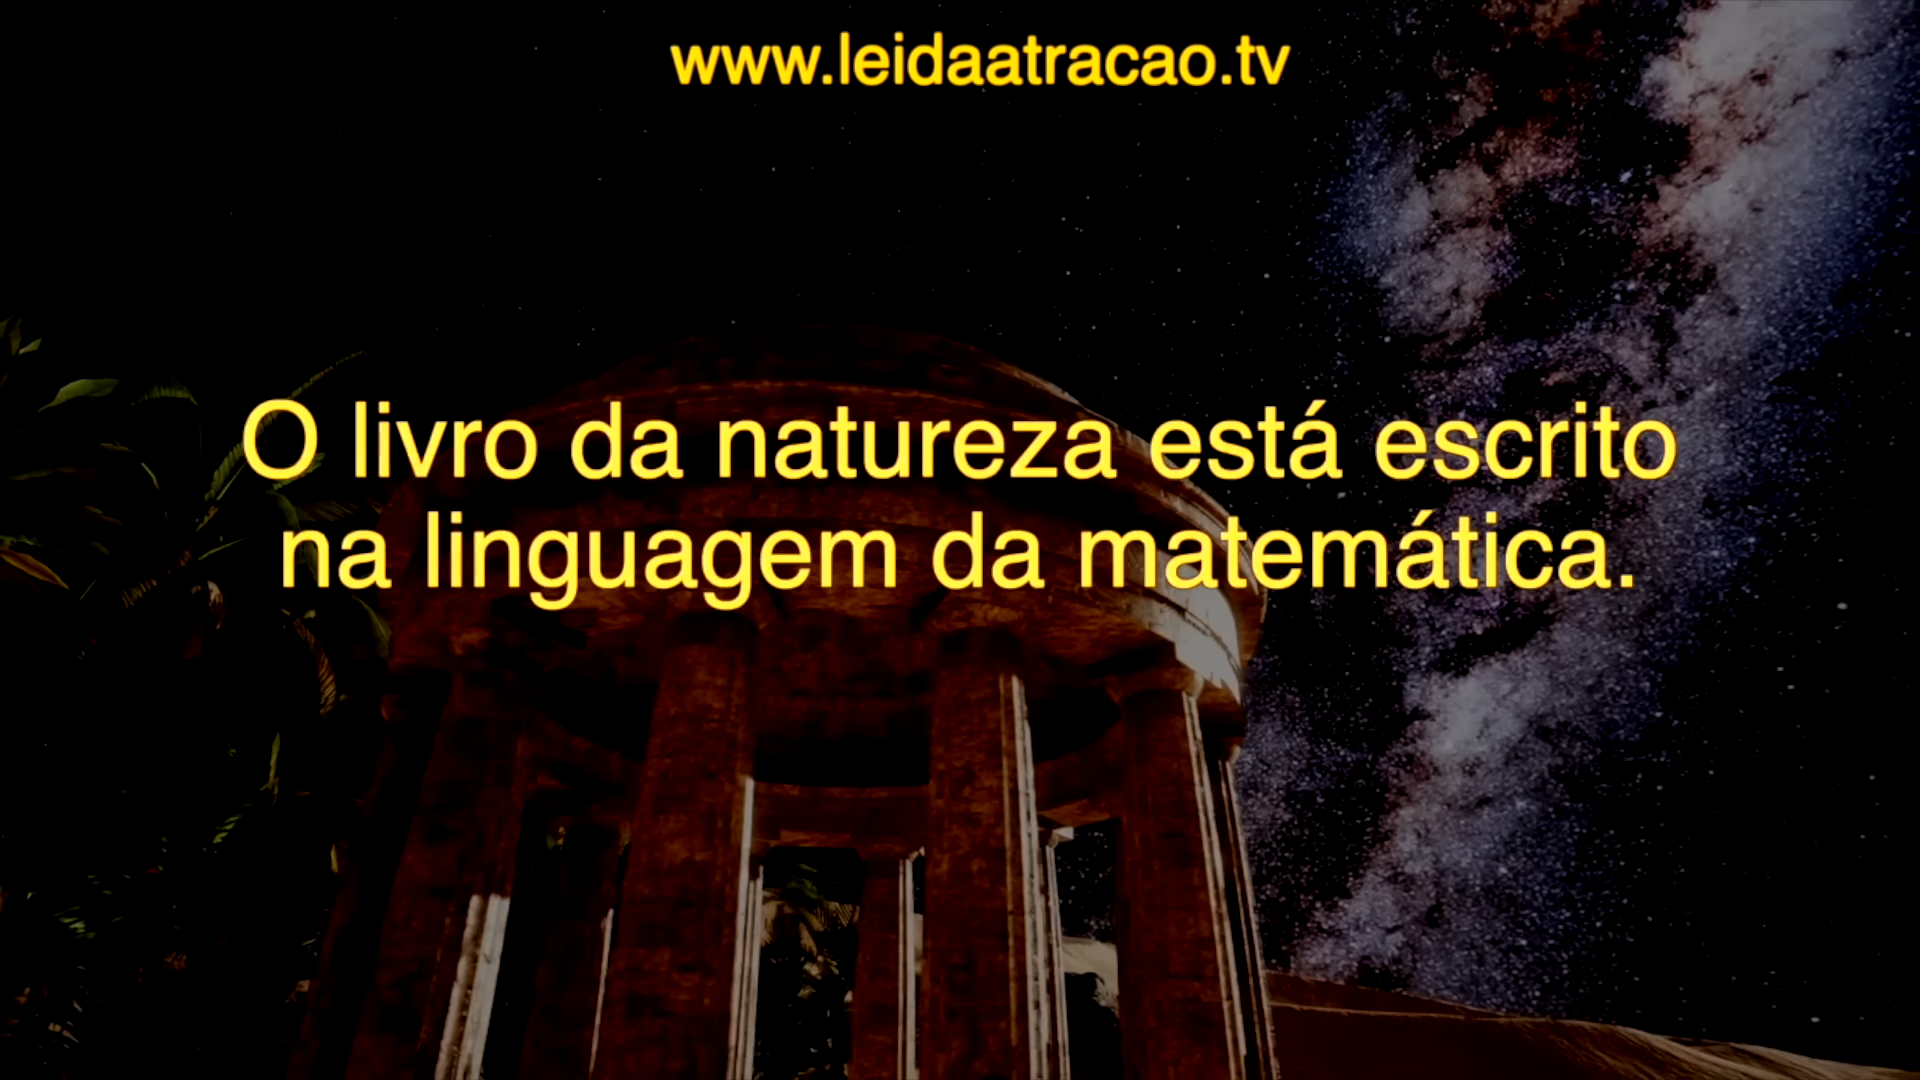 www.leidaatracao.tv
O livro da natureza está escrito
na linguagem da matemática.